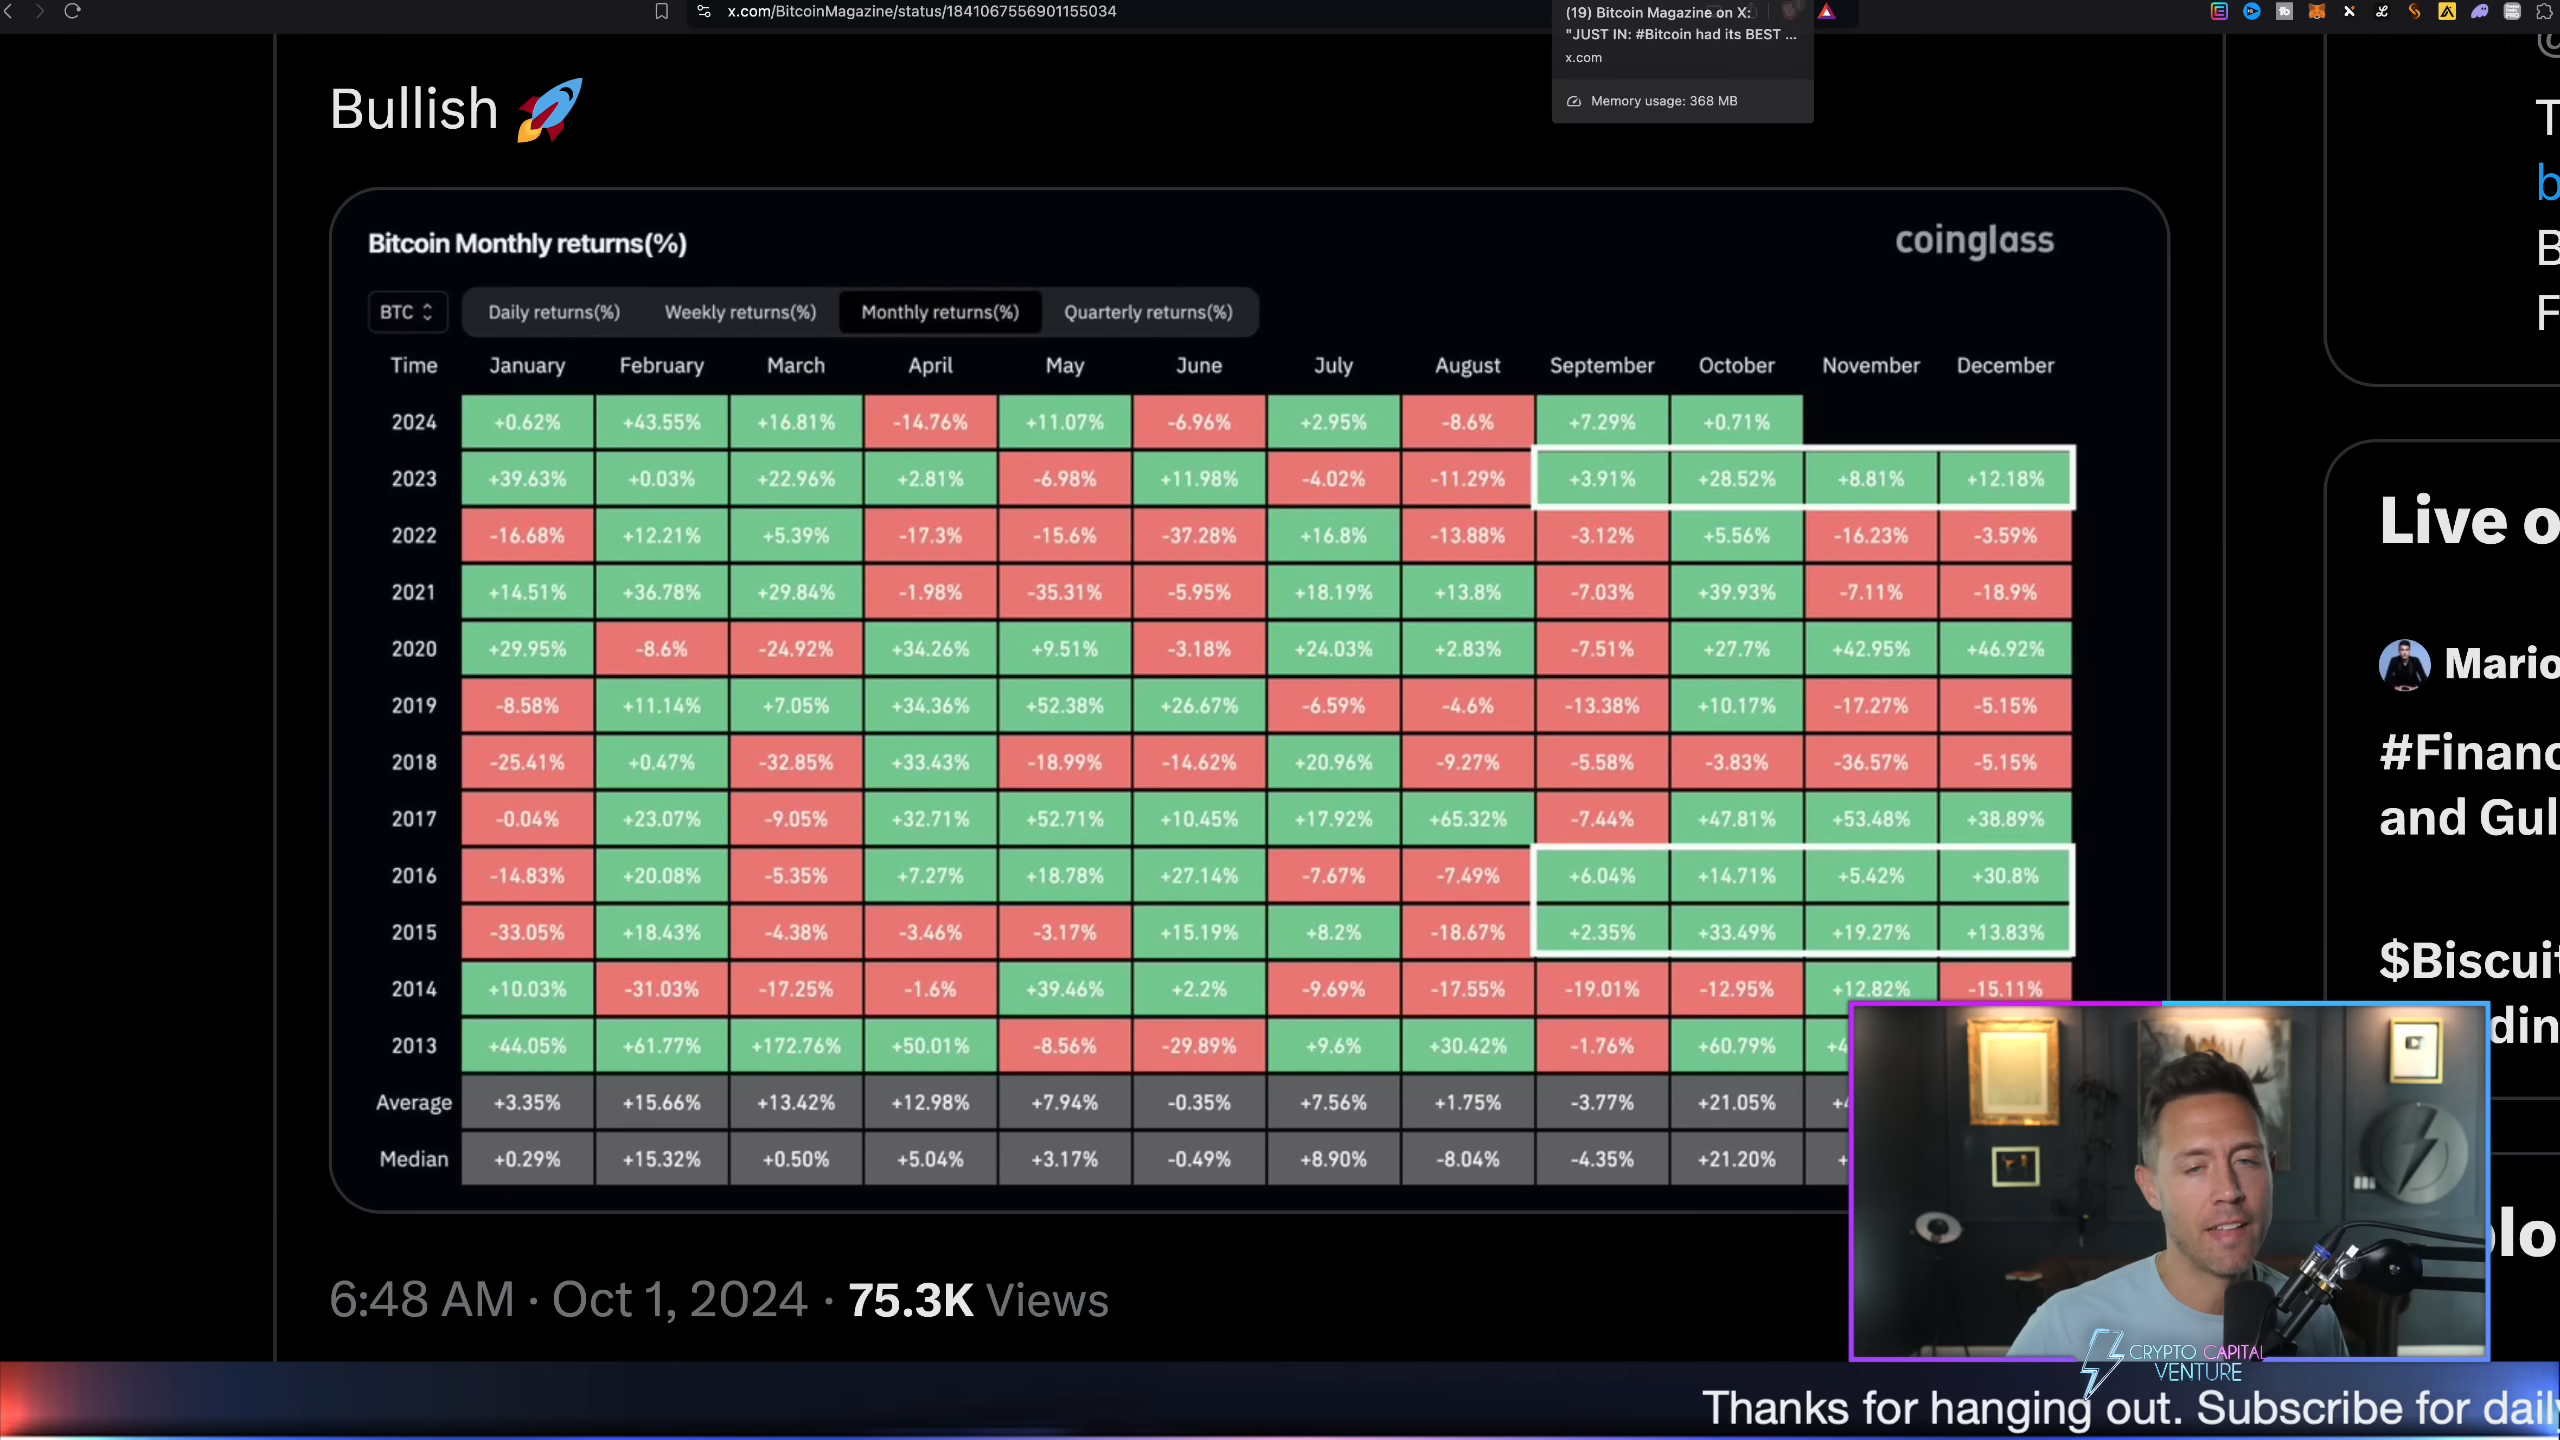 x.com/BitcoinMagazine/status/1841067556901155034
(19) Bitcoin Magazine on X:
"JUST IN: #Bitcoin had its BEST ...
x.com
Memory usage: 368 MB
Bullish 🚀
Bitcoin Monthly returns(%)
coinglass
BTC Daily returns(%) Weekly returns(%) Monthly returns(%) Quarterly returns(%)
Time January February March April May June July August September October November December
2024 +0.62% +43.55% +16.81% -14.76% +11.07% -6.96% +2.95% -8.6% +7.29% +0.71%
2023 +39.63% +0.03% +22.96% +2.81% -6.98% +11.98% -4.02% -11.29% +3.91% +28.52% +8.81% +12.18%
2022 -16.68% +12.21% +5.39% -17.3% -15.6% -37.28% +16.8% -13.88% -3.12% +5.56% -16.23% -3.59%
2021 +14.51% +36.78% +29.84% -1.98% -35.31% -5.95% +18.19% +13.8% -7.03% +39.93% -7.11% -18.9%
2020 +29.95% -8.6% -24.92% +34.26% +9.51% -3.18% +24.03% +2.83% -7.51% +27.7% +42.95% +46.92%
2019 -8.58% +11.14% +7.05% +34.36% +52.38% +26.67% -6.59% -4.6% -13.38% +10.17% -17.27% -5.15%
2018 -25.41% +0.47% -32.85% +33.43% -18.99% -14.62% +20.96% -9.27% -5.58% -3.83% -36.57% -5.15%
2017 -0.04% +23.07% -9.05% +32.71% +52.71% +10.45% +17.92% +65.32% -7.44% +47.81% +53.48% +38.89%
2016 -14.83% +20.08% -5.35% +7.27% +18.78% +27.14% -7.67% -7.49% +6.04% +14.71% +5.42% +30.8%
2015 -33.05% +18.43% -4.38% -3.46% -3.17% +15.19% +8.2% -18.67% +2.35% +33.49% +19.27% +13.83%
2014 +10.03% -31.03% -17.25% -1.6% +39.46% +2.2% -9.69% -17.55% -19.01% -12.95% +12.82% -15.11%
2013 +44.05% +61.77% +172.76% +50.01% -8.56% -29.89% +9.6% +30.42% -1.76% +60.79% +4
Average +3.35% +15.66% +13.42% +12.98% +7.94% -0.35% +7.56% +1.75% -3.77% +21.05% +4
Median +0.29% +15.32% +0.50% +5.04% +3.17% -0.49% +8.90% -8.04% -4.35% +21.20% +
6:48 AM · Oct 1, 2024 · 75.3K Views
T
b
B
F
Live o
Mario
#Financ
and Gul
$Biscuit
din
lo
CRYPTO CAPITAL
VENTURE
Thanks for hanging out. Subscribe for daily